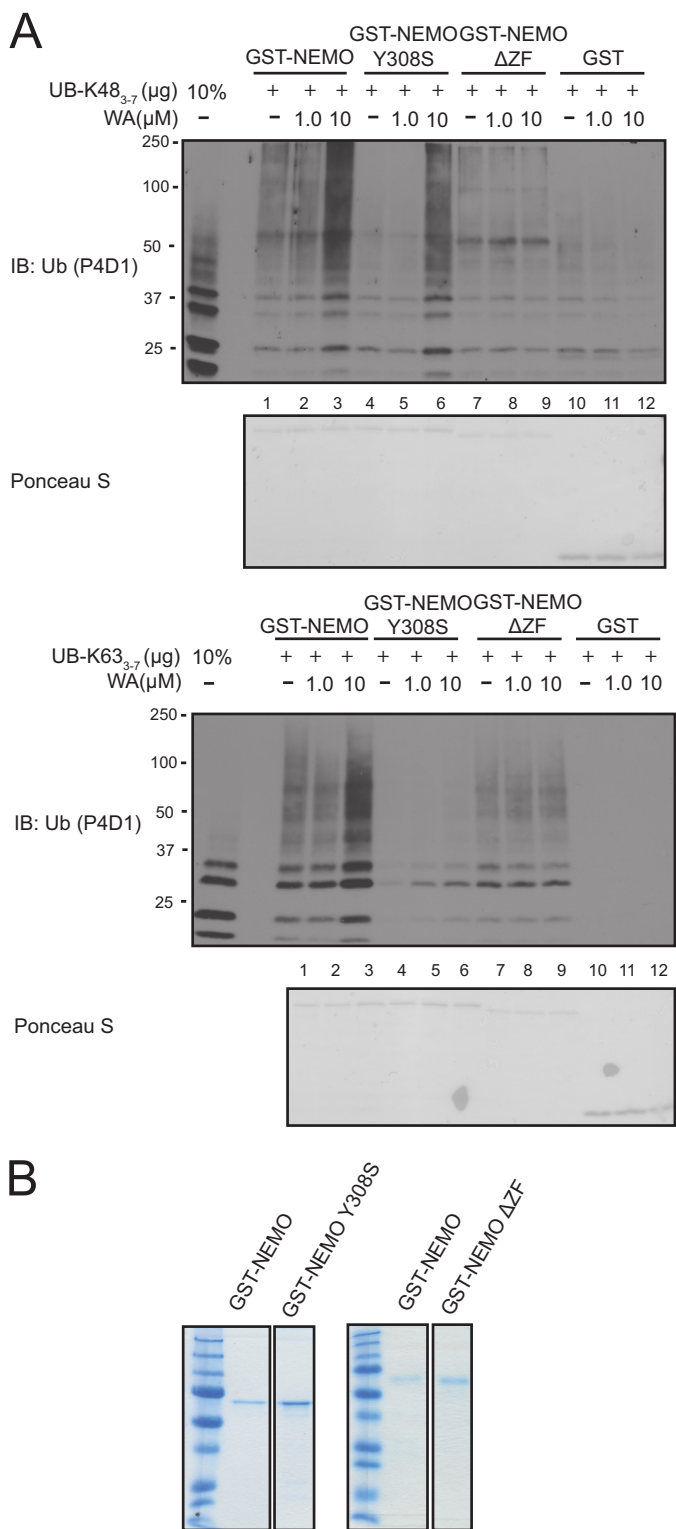 A
GST-NEMO GST-NEMO
GST-NEMO Y308S ΔZF GST
UB-K48₃₋₇ (µg) 10% + + + + + + + + + + + +
WA(µM) – – 1.0 10 – 1.0 10 – 1.0 10 – 1.0 10
250 -
100 -
50 -
IB: Ub (P4D1)
37 -
25 -
1 2 3 4 5 6 7 8 9 10 11 12
Ponceau S
GST-NEMO GST-NEMO
GST-NEMO Y308S ΔZF GST
UB-K63₃₋₇ (µg) 10% + + + + + + + + + + + +
WA(µM) – – 1.0 10 – 1.0 10 – 1.0 10 – 1.0 10
250 -
100 -
50 -
IB: Ub (P4D1)
37 -
25 -
1 2 3 4 5 6 7 8 9 10 11 12
Ponceau S
B
GST-NEMO
GST-NEMO Y308S
GST-NEMO
GST-NEMO ΔZF